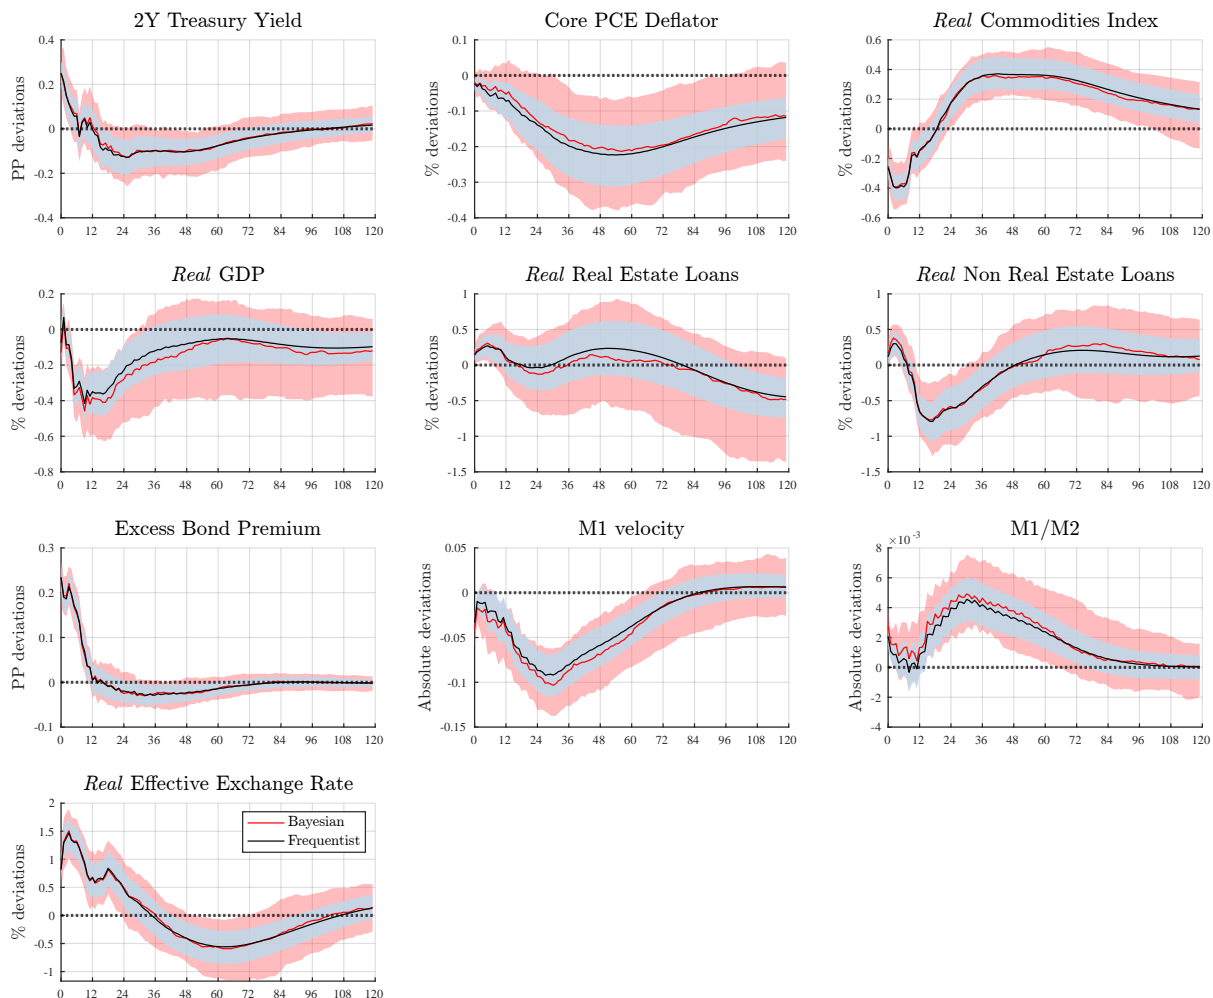 2Y Treasury Yield
PP deviations
0.4
0.2
0
-0.2
-0.4
0 12 24 36 48 60 72 84 96 108 120
Core PCE Deflator
% deviations
0.1
0
-0.1
-0.2
-0.3
-0.4
0 12 24 36 48 60 72 84 96 108 120
Real Commodities Index
% deviations
0.6
0.4
0.2
0
-0.2
-0.4
-0.6
0 12 24 36 48 60 72 84 96 108 120
Real GDP
% deviations
0.2
0
-0.2
-0.4
-0.6
-0.8
0 12 24 36 48 60 72 84 96 108 120
Real Real Estate Loans
% deviations
1
0.5
0
-0.5
-1
-1.5
0 12 24 36 48 60 72 84 96 108 120
Real Non Real Estate Loans
% deviations
1
0.5
0
-0.5
-1
-1.5
0 12 24 36 48 60 72 84 96 108 120
Excess Bond Premium
PP deviations
0.3
0.2
0.1
0
-0.1
0 12 24 36 48 60 72 84 96 108 120
M1 velocity
Absolute deviations
0.05
0
-0.05
-0.1
-0.15
0 12 24 36 48 60 72 84 96 108 120
M1/M2
×10⁻³
Absolute deviations
8
6
4
2
0
-2
-4
0 12 24 36 48 60 72 84 96 108 120
Real Effective Exchange Rate
% deviations
2
1.5
1
0.5
0
-0.5
-1
0 12 24 36 48 60 72 84 96 108 120
Bayesian
Frequentist